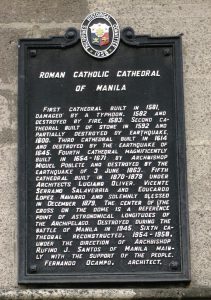 ROMAN CATHOLIC CATHEDRAL
OF MANILA
FIRST CATHEDRAL BUILT IN 1581,
DAMAGED BY A TYPHOON, 1582 AND
DESTROYED BY FIRE, 1583. SECOND CA-
THEDRAL BUILT OF STONE IN 1592 AND
PARTIALLY DESTROYED BY EARTHQUAKE,
1600. THIRD CATHEDRAL BUILT IN 1614
AND DESTROYED BY THE EARTHQUAKE OF
1645. FOURTH CATHEDRAL MAGNIFICENTLY
BUILT IN 1654-1671 BY ARCHBISHOP
MIGUEL POBLETE AND DESTROYED BY THE
EARTHQUAKE OF 3 JUNE 1863. FIFTH
CATHEDRAL BUILT IN 1870-1879 UNDER
ARCHITECTS LUCIANO OLIVER, VICENTE
SERRANO SALAVERRIA AND EDUCARDO
LOPEZ NAVARRO AND SOLEMNLY BLESSED
IN DECEMBER 1879. THE CENTER OF THE
CROSS ON THE DOME IS A REFERENCE
POINT OF ASTRONOMICAL LONGITUDES OF
THE ARCHIPELAGO. DESTROYED DURING THE
BATTLE OF MANILA IN 1945. SIXTH CA-
THEDRAL RECONSTRUCTED, 1954-1958,
UNDER THE DIRECTION OF ARCHBISHOP
RUFINO J. SANTOS OF MANILA MAIN-
LY WITH THE SUPPORT OF THE PEOPLE.
FERNANDO OCAMPO, ARCHITECT.